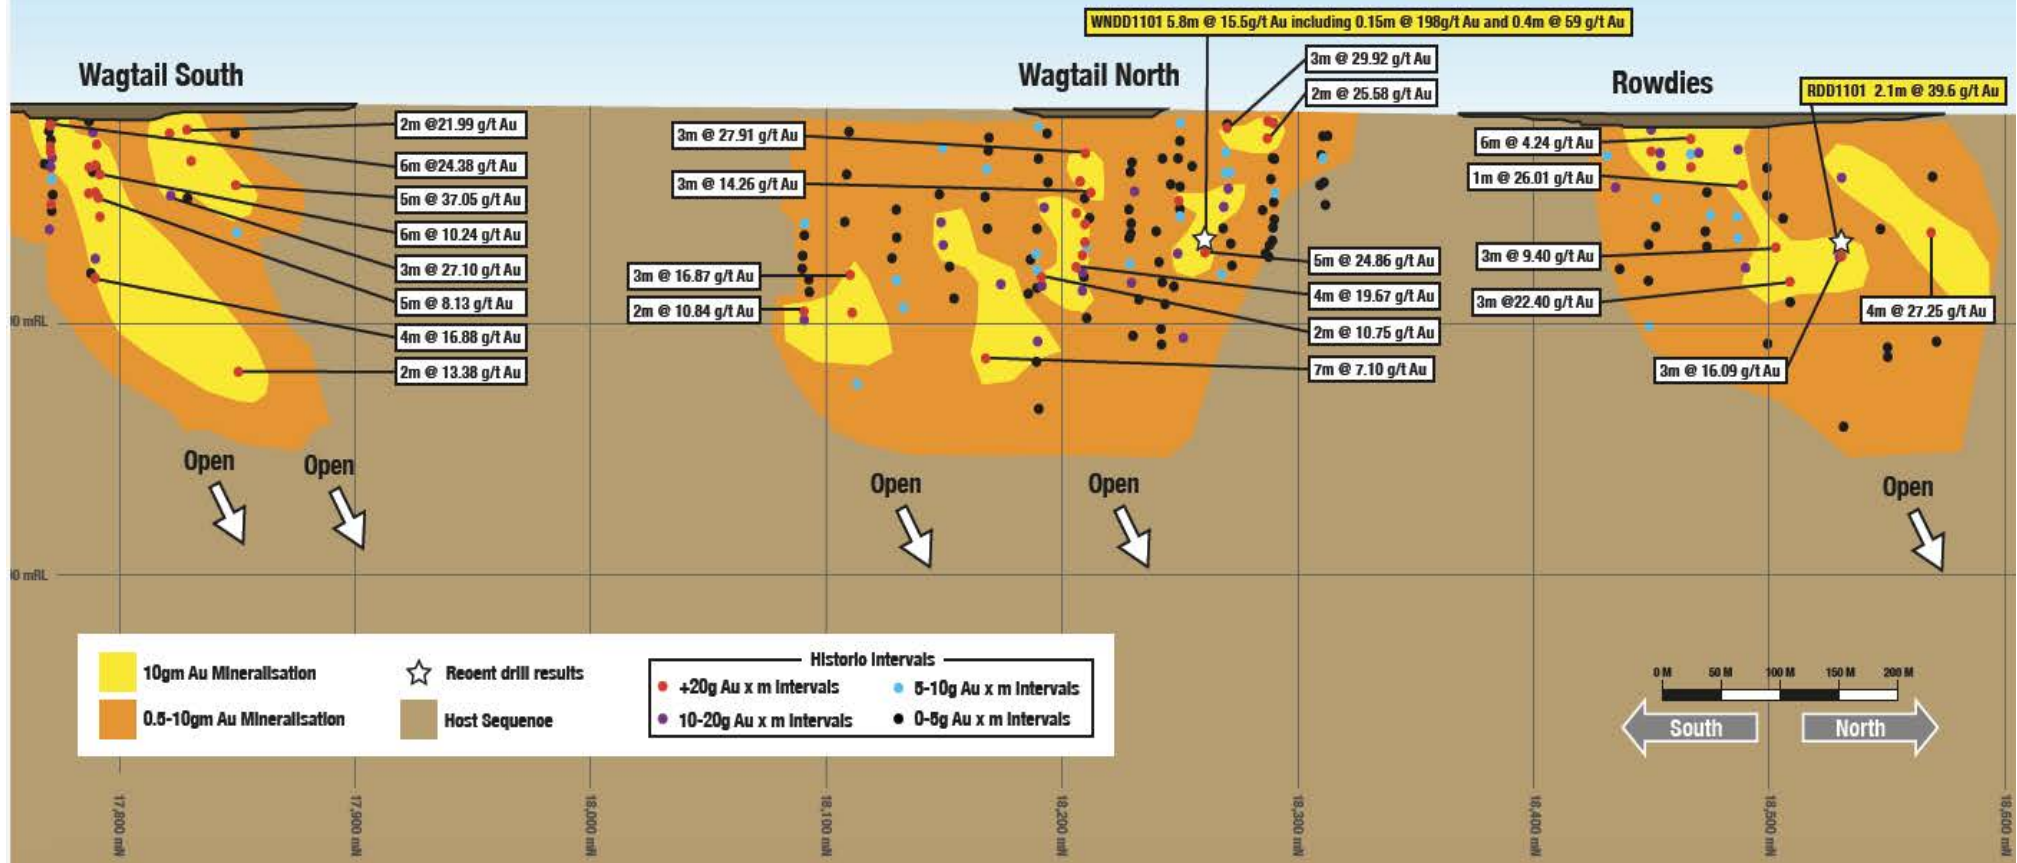 WNDD1101 5.8m @ 15.5g/t Au including 0.15m @ 198g/t Au and 0.4m @ 59 g/t Au
Wagtail South
Wagtail North
Rowdies
3m @ 29.92 g/t Au
2m @ 25.58 g/t Au
RDD1101 2.1m @ 39.6 g/t Au
2m @21.99 g/t Au
6m @24.38 g/t Au
5m @ 37.05 g/t Au
6m @ 10.24 g/t Au
3m @ 27.10 g/t Au
5m @ 8.13 g/t Au
4m @ 16.88 g/t Au
2m @ 13.38 g/t Au
3m @ 27.91 g/t Au
3m @ 14.26 g/t Au
3m @ 16.87 g/t Au
2m @ 10.84 g/t Au
5m @ 24.86 g/t Au
4m @ 19.67 g/t Au
2m @ 10.75 g/t Au
7m @ 7.10 g/t Au
6m @ 4.24 g/t Au
1m @ 26.01 g/t Au
3m @ 9.40 g/t Au
3m @22.40 g/t Au
4m @ 27.25 g/t Au
3m @ 16.09 g/t Au
mRL
mRL
Open
Open
Open
Open
Open
10gm Au Mineralisation
0.5-10gm Au Mineralisation
Recent drill results
Host Sequence
Historic Intervals
+20g Au x m Intervals
10-20g Au x m Intervals
5-10g Au x m Intervals
0-5g Au x m Intervals
0 M 50 M 100 M 150 M 200 M
South
North
17,800 mN
17,900 mN
18,000 mN
18,100 mN
18,200 mN
18,300 mN
18,400 mN
18,500 mN
18,600 mN